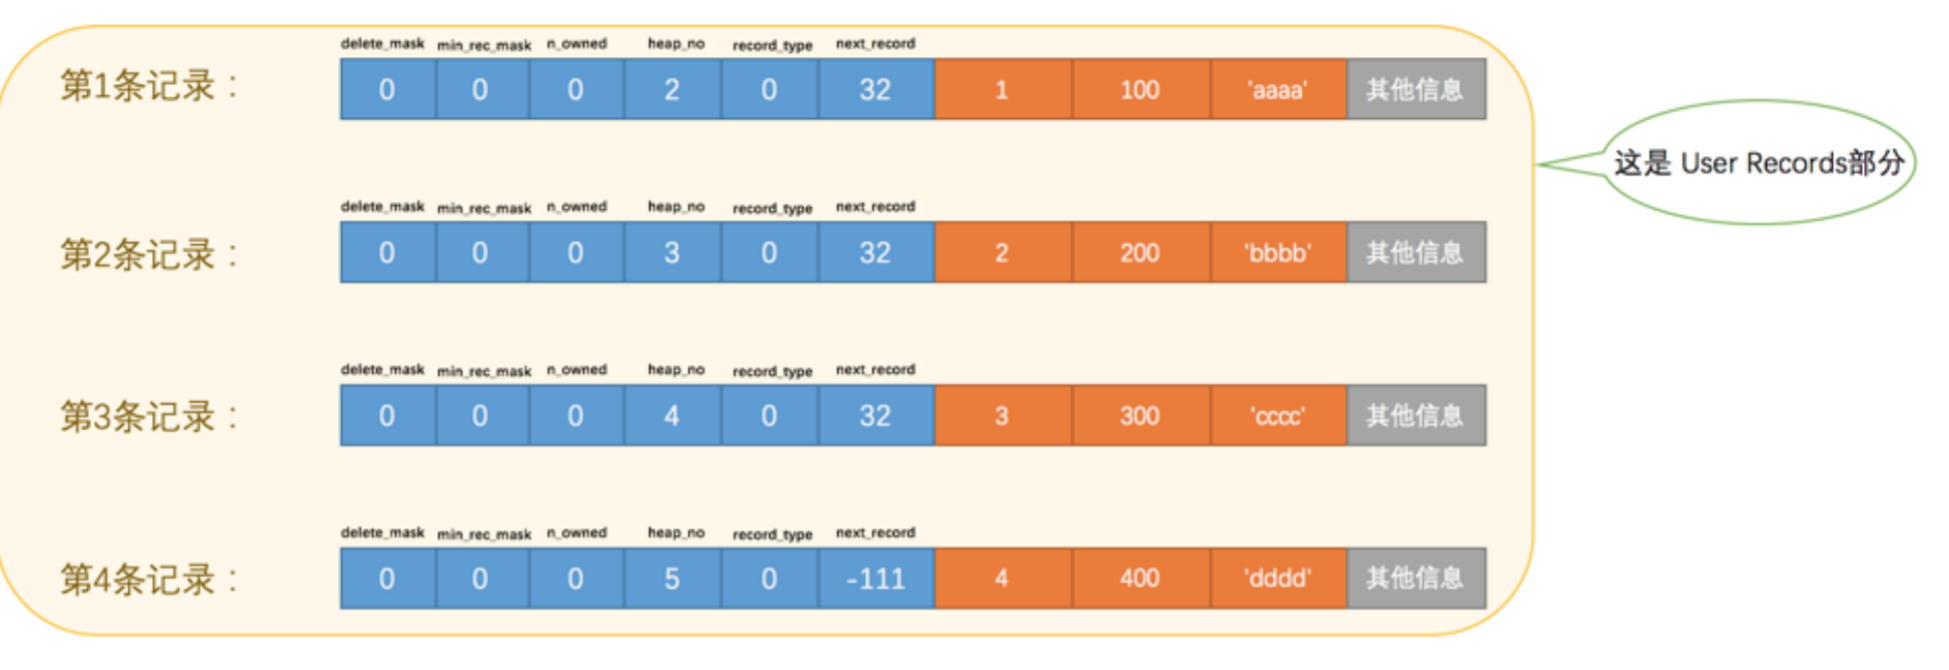 delete_mask min_rec_mask n_owned heap_no record_type next_record
第1条记录： 0 0 0 2 0 32 1 100 'aaaa' 其他信息
这是 User Records部分
delete_mask min_rec_mask n_owned heap_no record_type next_record
第2条记录： 0 0 0 3 0 32 2 200 'bbbb' 其他信息
delete_mask min_rec_mask n_owned heap_no record_type next_record
第3条记录： 0 0 0 4 0 32 3 300 'cccc' 其他信息
delete_mask min_rec_mask n_owned heap_no record_type next_record
第4条记录： 0 0 0 5 0 -111 4 400 'dddd' 其他信息